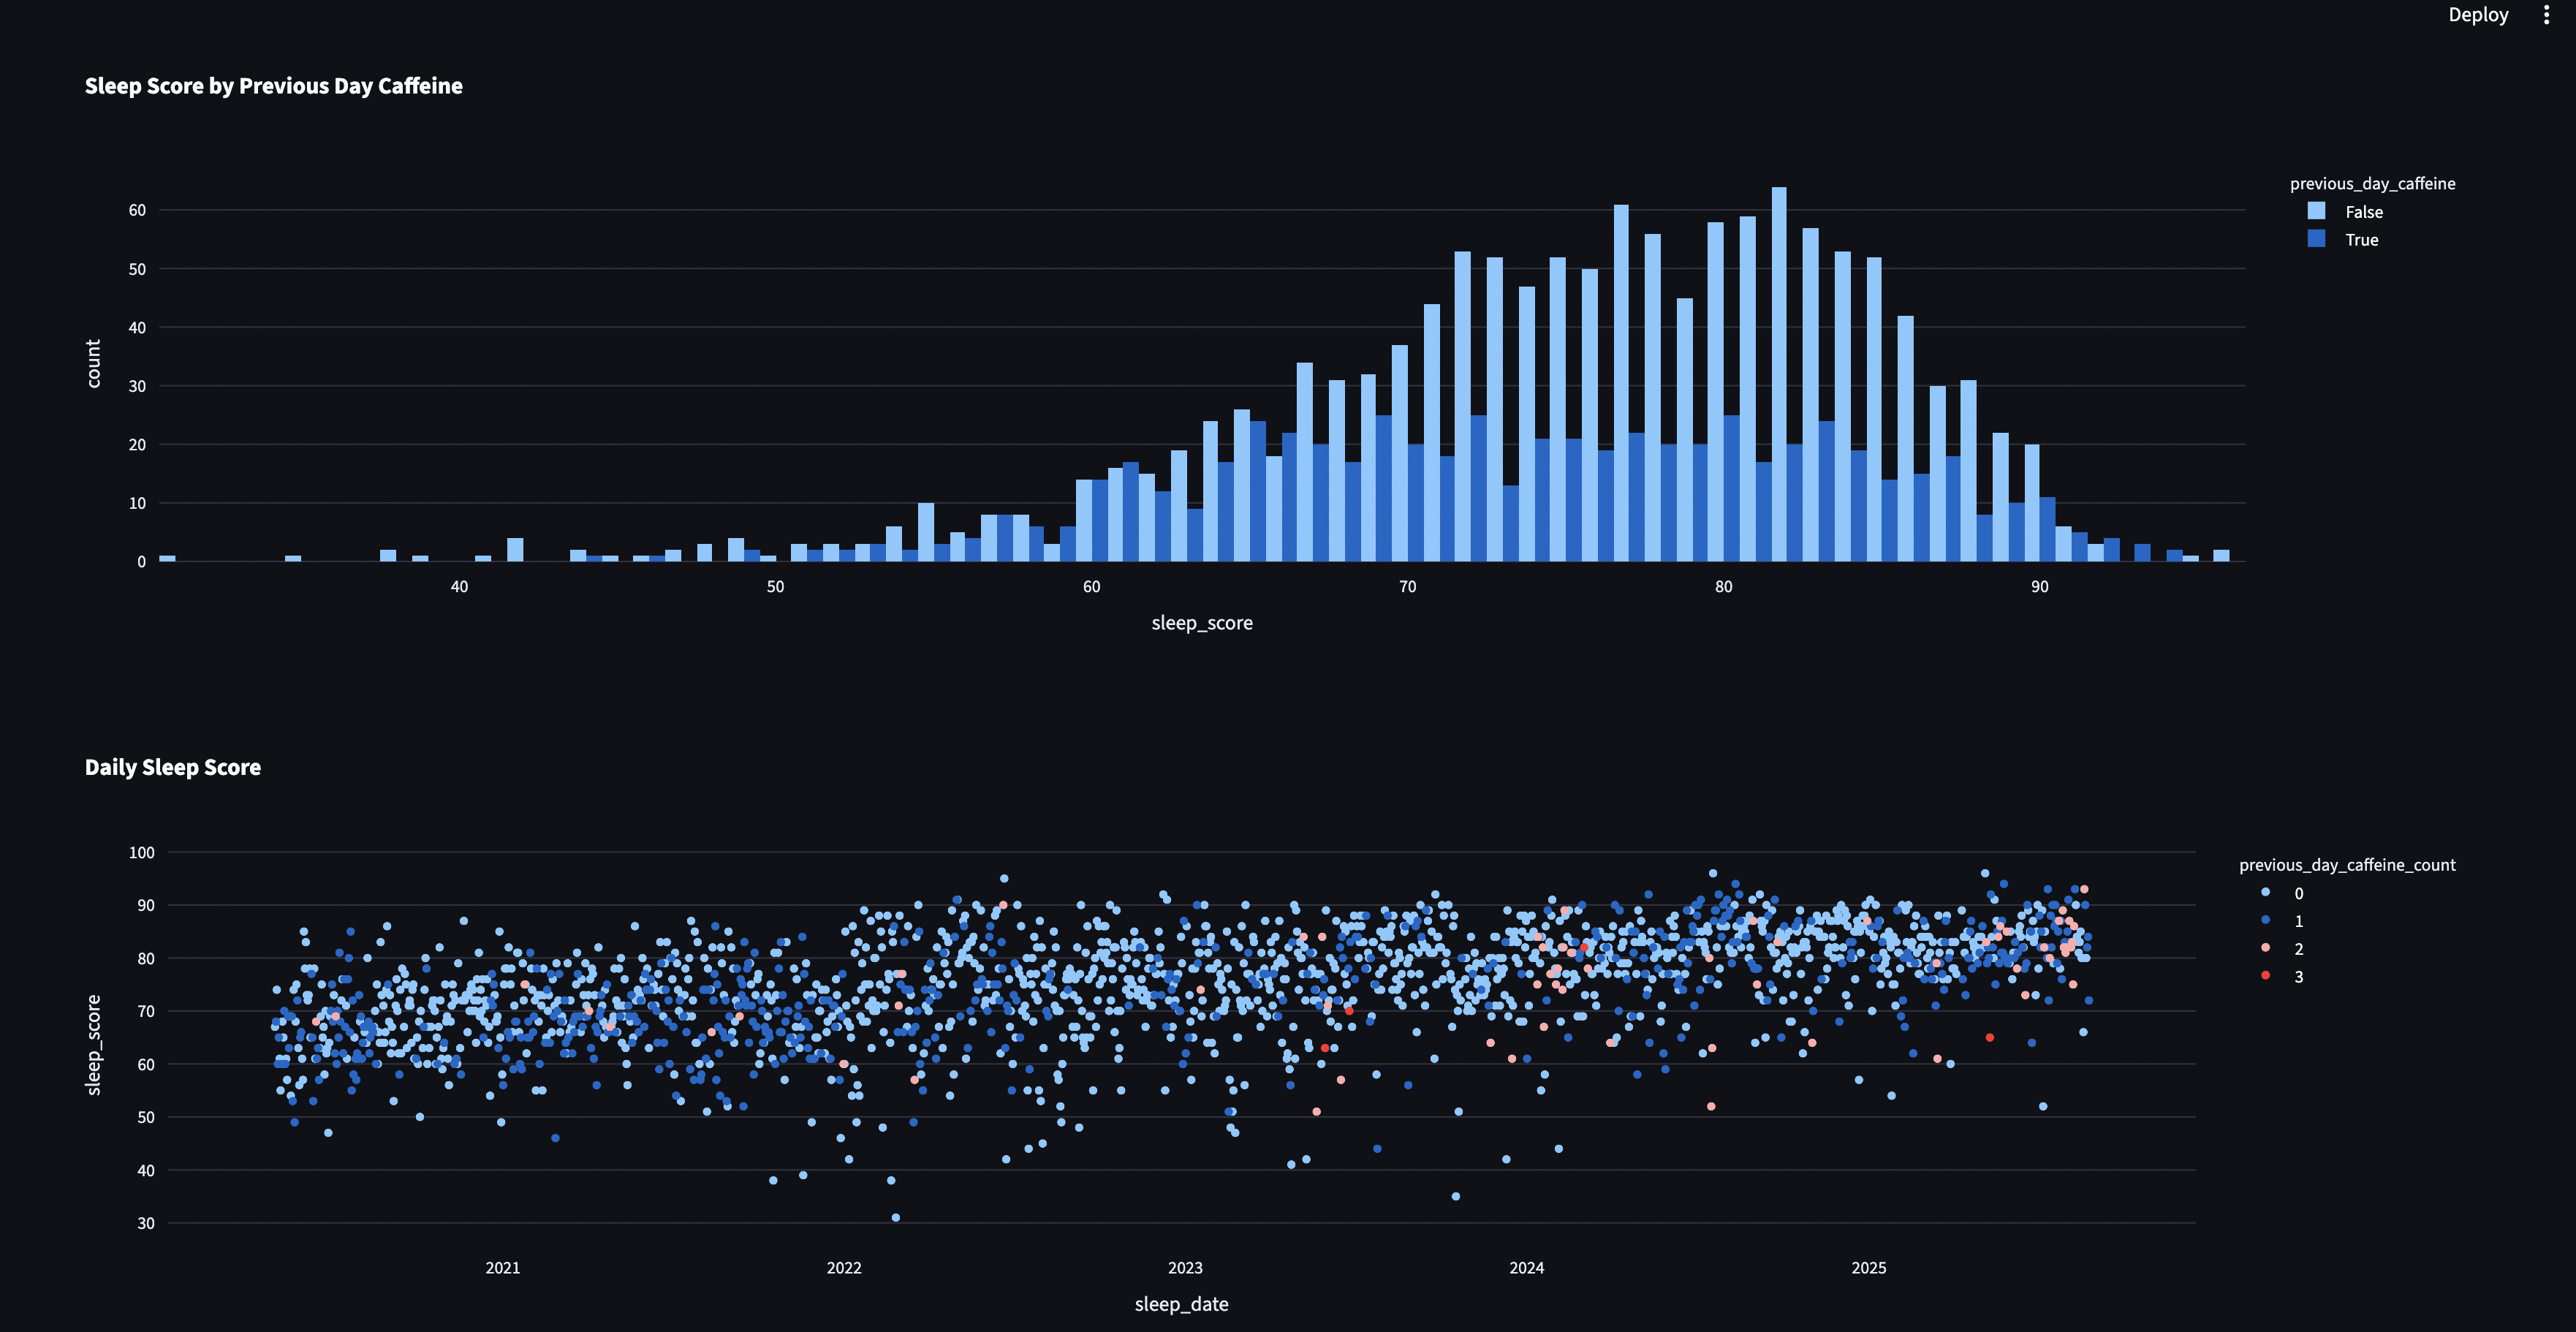 Deploy
Sleep Score by Previous Day Caffeine
previous_day_caffeine
False
True
60
50
40
30
20
10
0
count
40 50 60 70 80 90
sleep_score
Daily Sleep Score
previous_day_caffeine_count
0
1
2
3
100
90
80
70
60
50
40
30
sleep_score
2021 2022 2023 2024 2025
sleep_date